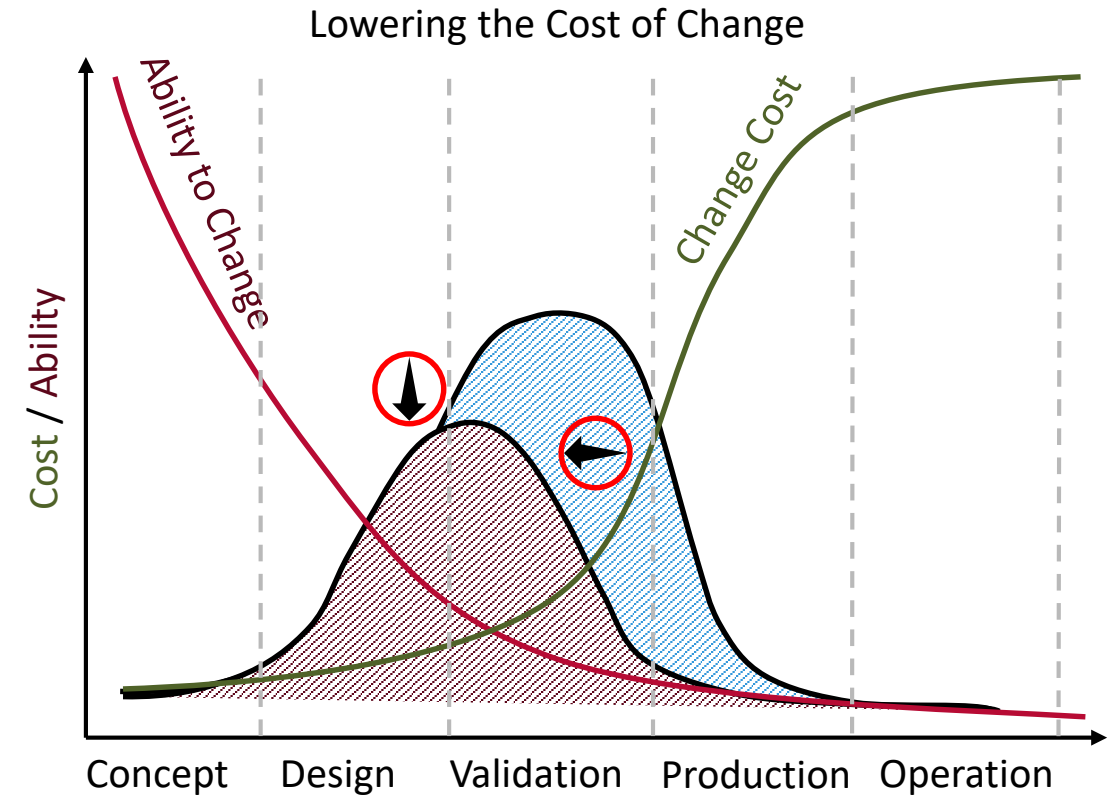 Lowering the Cost of Change
Ability to Change
Change Cost
Cost / Ability
Concept
Design
Validation
Production
Operation